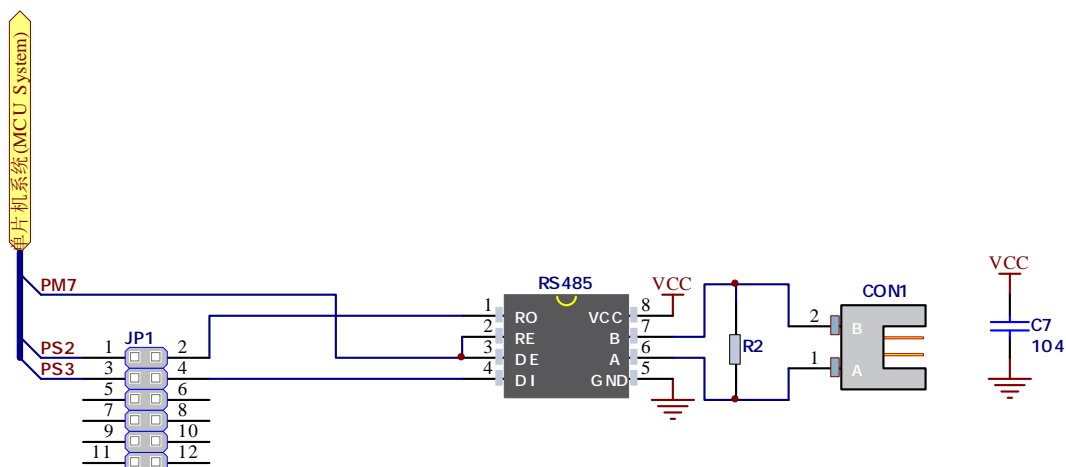 单片机系统(MCU System)
PM7
PS2
PS3
JP1
1 2
3 4
5 6
7 8
9 10
11 12
RS485
1 RO VCC 8
2 RE B 7
3 DE A 6
4 DI GND 5
VCC
R2
CON1
2 B
1 A
VCC
C7
104